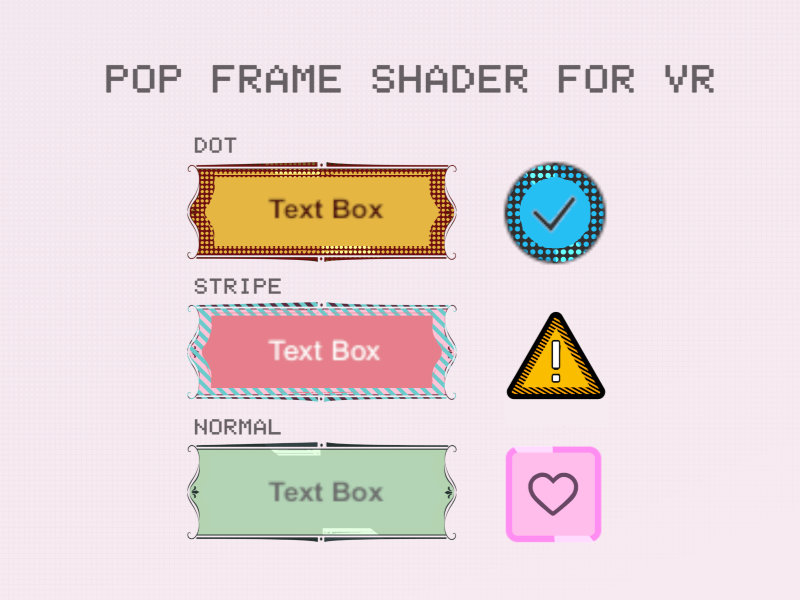 POP FRAME SHADER FOR VR
DOT
Text Box
STRIPE
Text Box
NORMAL
Text Box